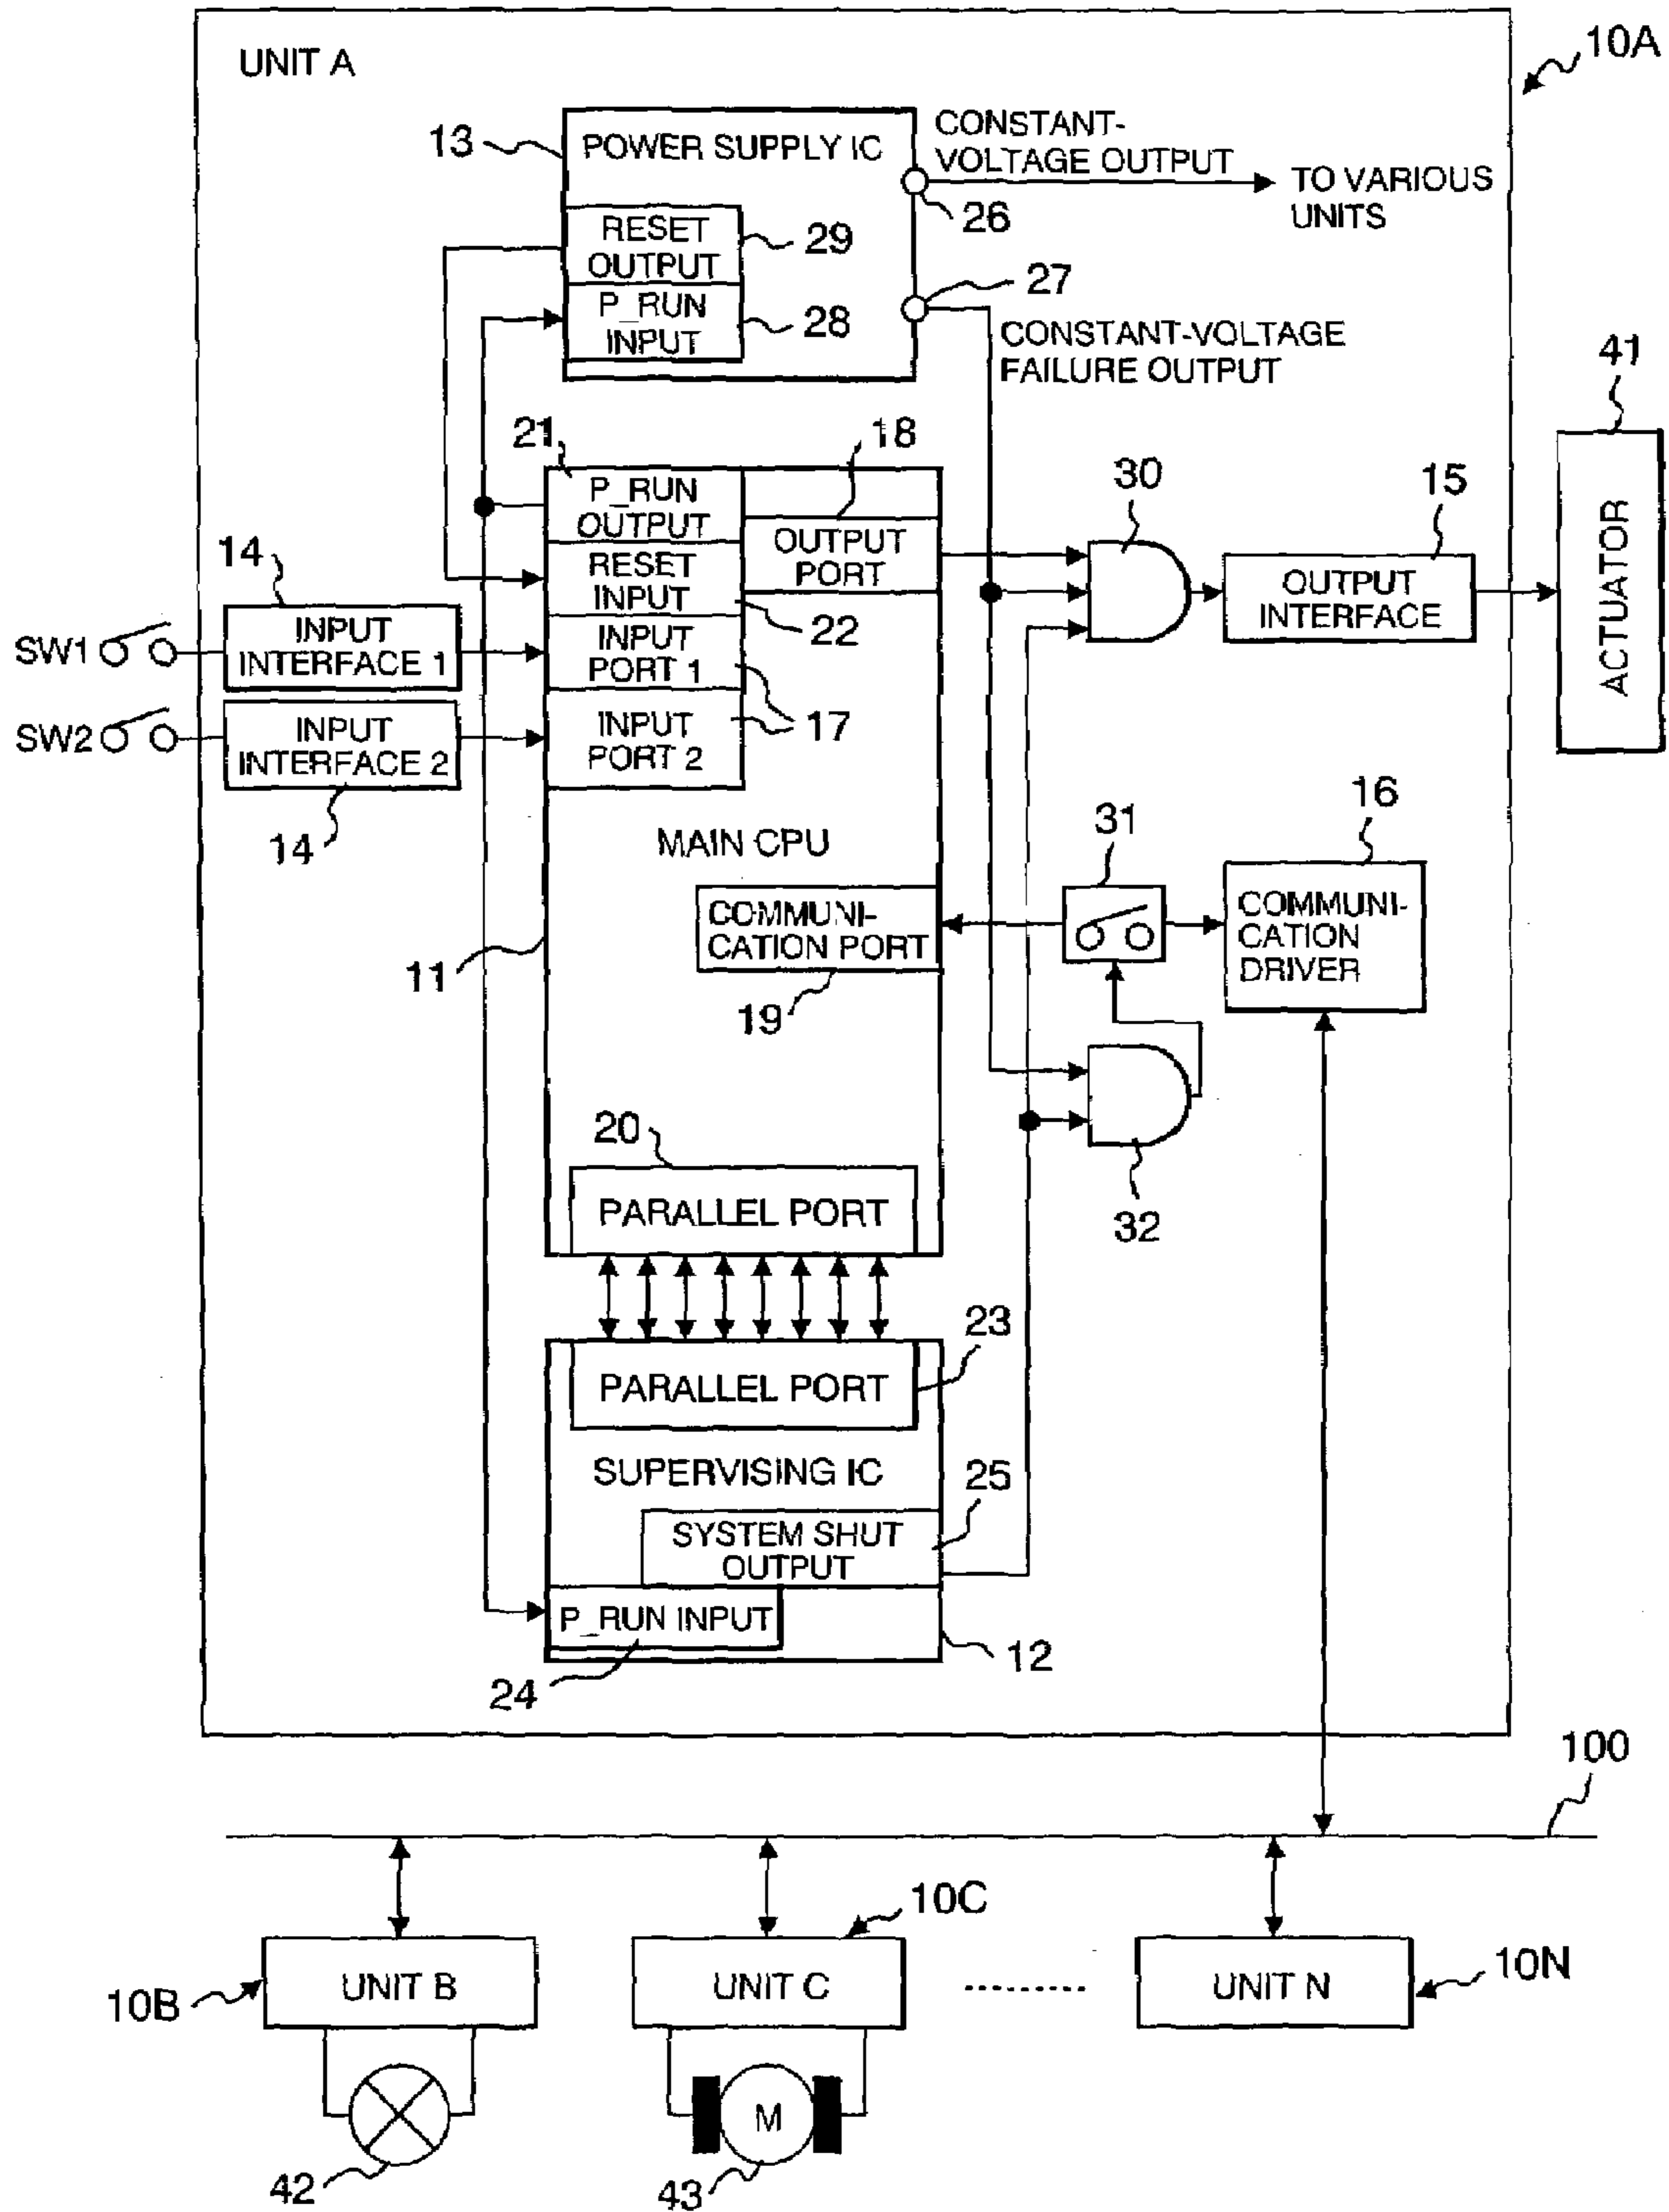 UNIT A
10A
13
POWER SUPPLY IC
CONSTANT-
VOLTAGE OUTPUT
TO VARIOUS
UNITS
26
RESET
OUTPUT
29
P_RUN
INPUT
28
27
CONSTANT-VOLTAGE
FAILURE OUTPUT
41
ACTUATOR
21
P_RUN
OUTPUT
18
OUTPUT
PORT
30
15
OUTPUT
INTERFACE
RESET
INPUT
22
14
SW1
INPUT
INTERFACE 1
INPUT
PORT 1
17
SW2
INPUT
INTERFACE 2
14
INPUT
PORT 2
MAIN CPU
11
COMMUNI-
CATION PORT
19
31
16
COMMUNI-
CATION
DRIVER
32
20
PARALLEL PORT
23
PARALLEL PORT
SUPERVISING IC
25
SYSTEM SHUT
OUTPUT
P_RUN INPUT
24
12
100
10B
UNIT B
42
10C
UNIT C
M
43
........
UNIT N
10N